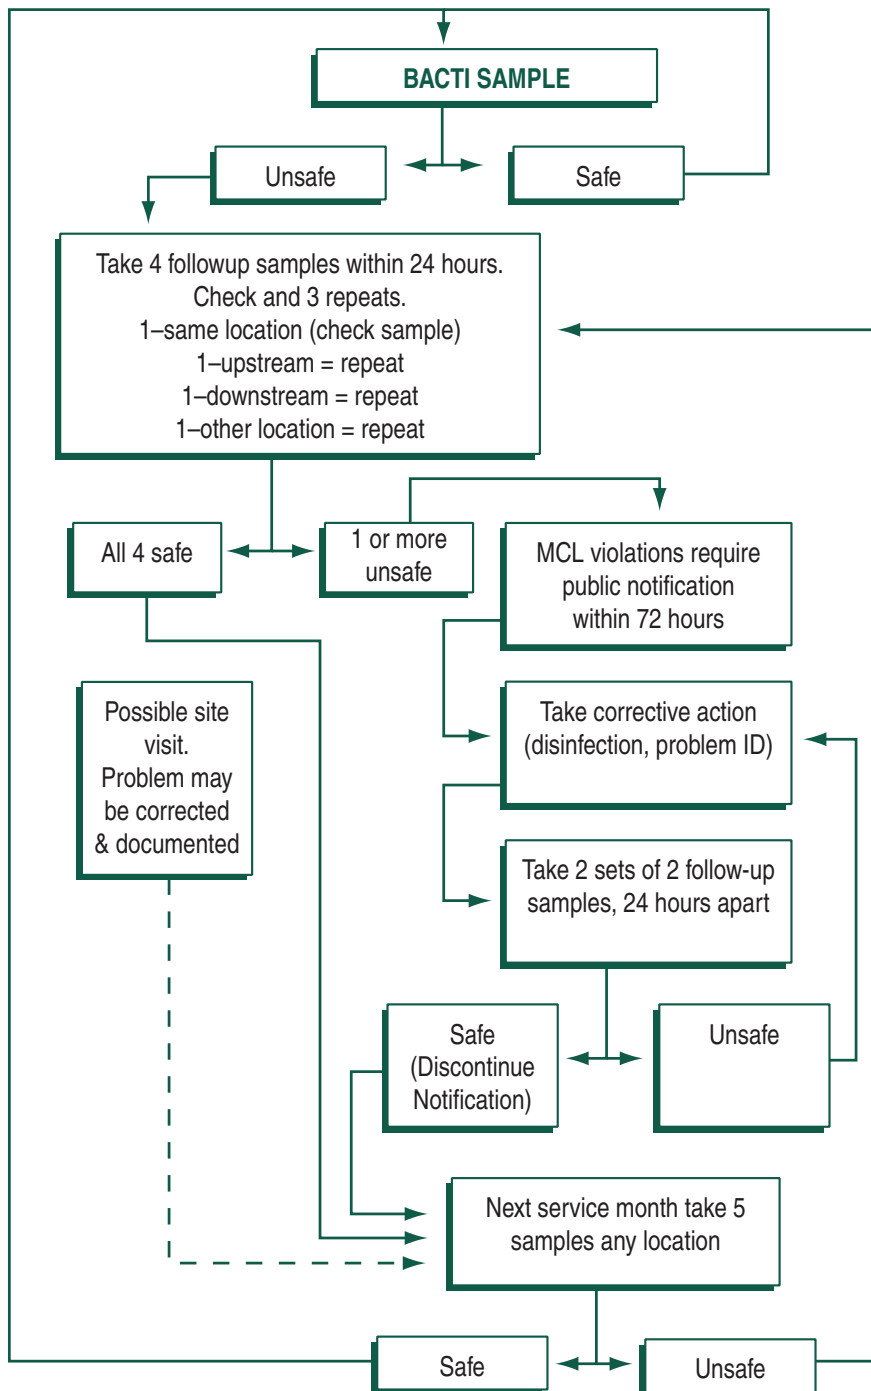 BACTI SAMPLE
Unsafe
Safe
Take 4 followup samples within 24 hours.
Check and 3 repeats.
1–same location (check sample)
1–upstream = repeat
1–downstream = repeat
1–other location = repeat
All 4 safe
1 or more
unsafe
MCL violations require
public notification
within 72 hours
Possible site
visit.
Problem may
be corrected
& documented
Take corrective action
(disinfection, problem ID)
Take 2 sets of 2 follow-up
samples, 24 hours apart
Safe
(Discontinue
Notification)
Unsafe
Next service month take 5
samples any location
Safe
Unsafe